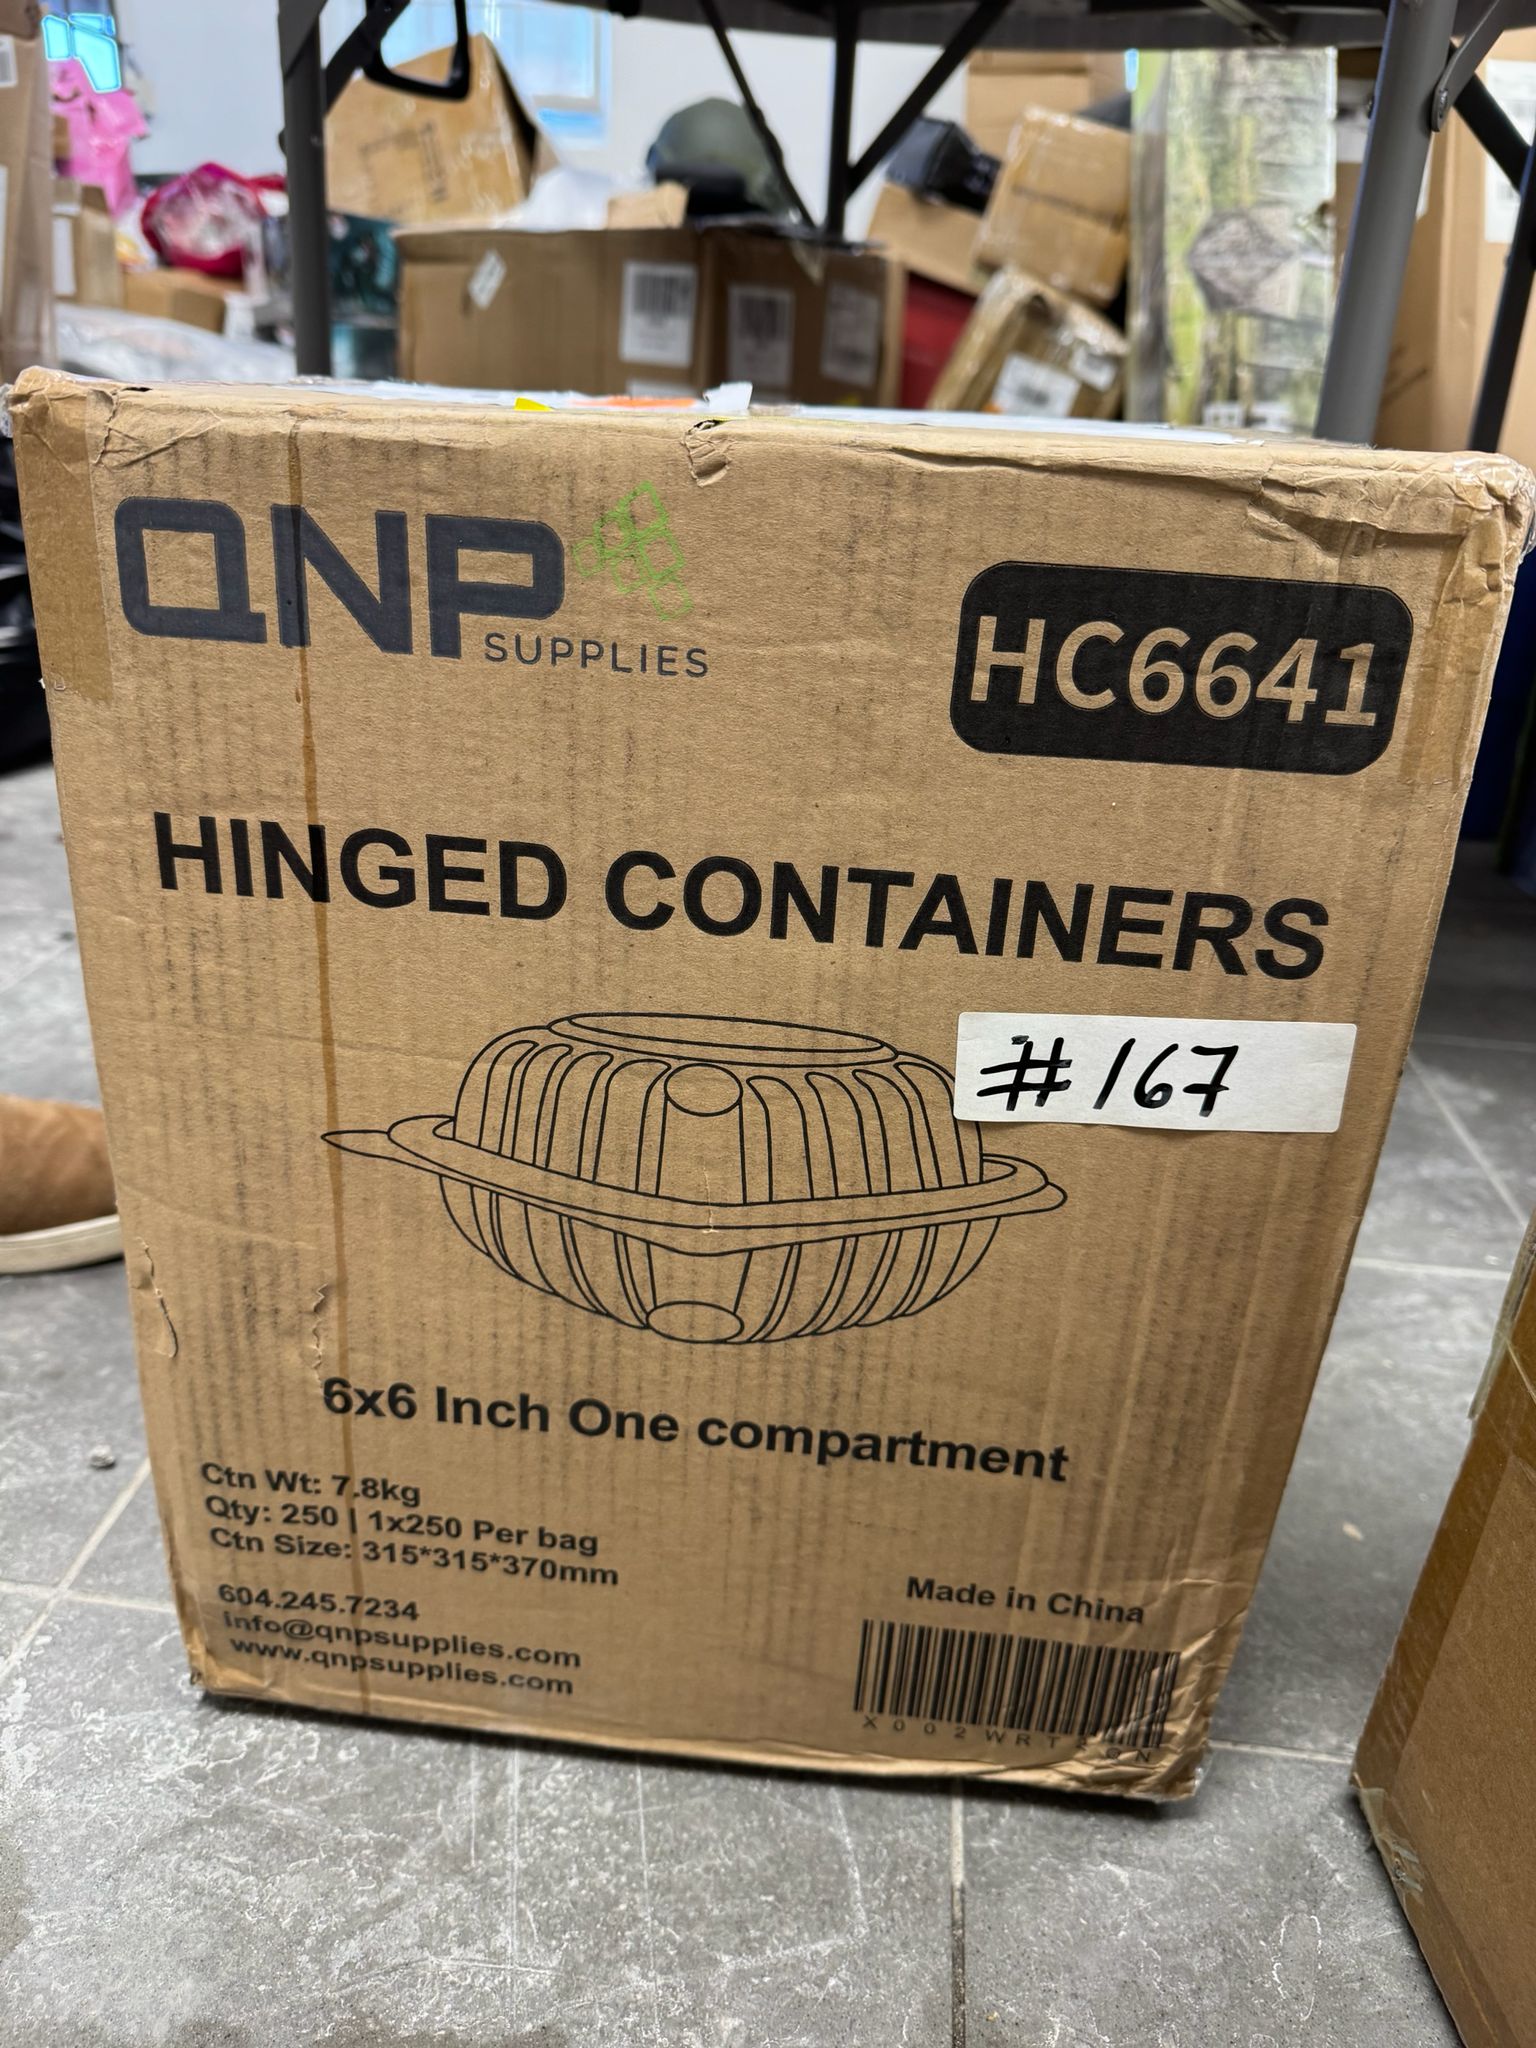 QNP
SUPPLIES
HC6641
HINGED CONTAINERS
#167
6x6 Inch One compartment
Ctn Wt: 7.8kg
Qty: 250 | 1x250 Per bag
Ctn Size: 315*315*370mm
604.245.7234
info@qnpsupplies.com
www.qnpsupplies.com
Made in China